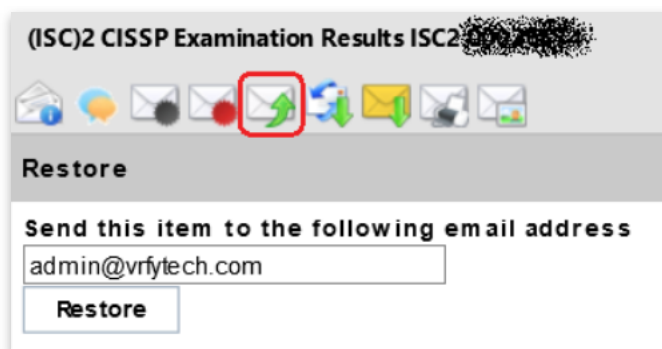 (ISC)2 CISSP Examination Results ISC2
Restore
Send this item to the following email address
admin@vrfytech.com
Restore